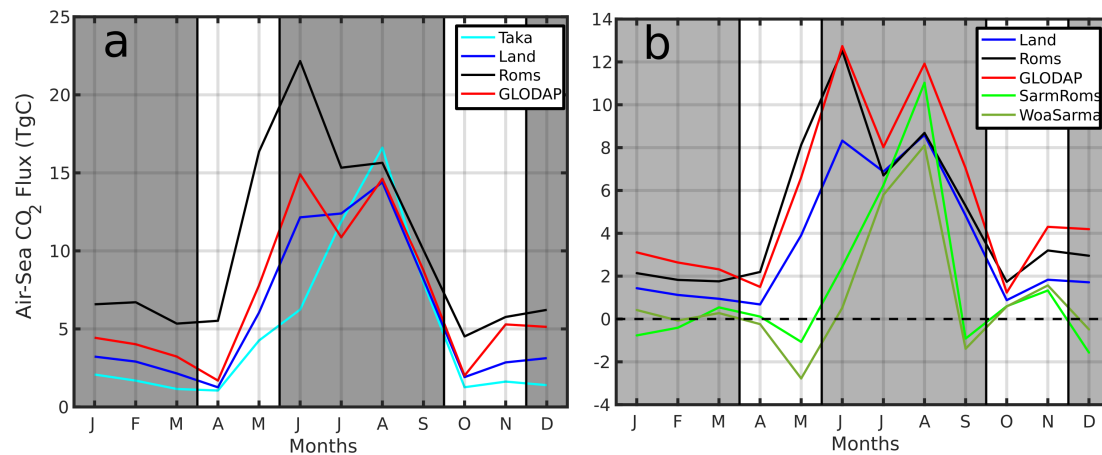 a
Taka
Land
Roms
GLODAP
25
20
15
10
5
0
Air-Sea CO2 Flux (TgC)
J F M A M J J A S O N D
Months
b
Land
Roms
GLODAP
SarmRoms
WoaSarma
14
12
10
8
6
4
2
0
-2
-4
J F M A M J J A S O N D
Months